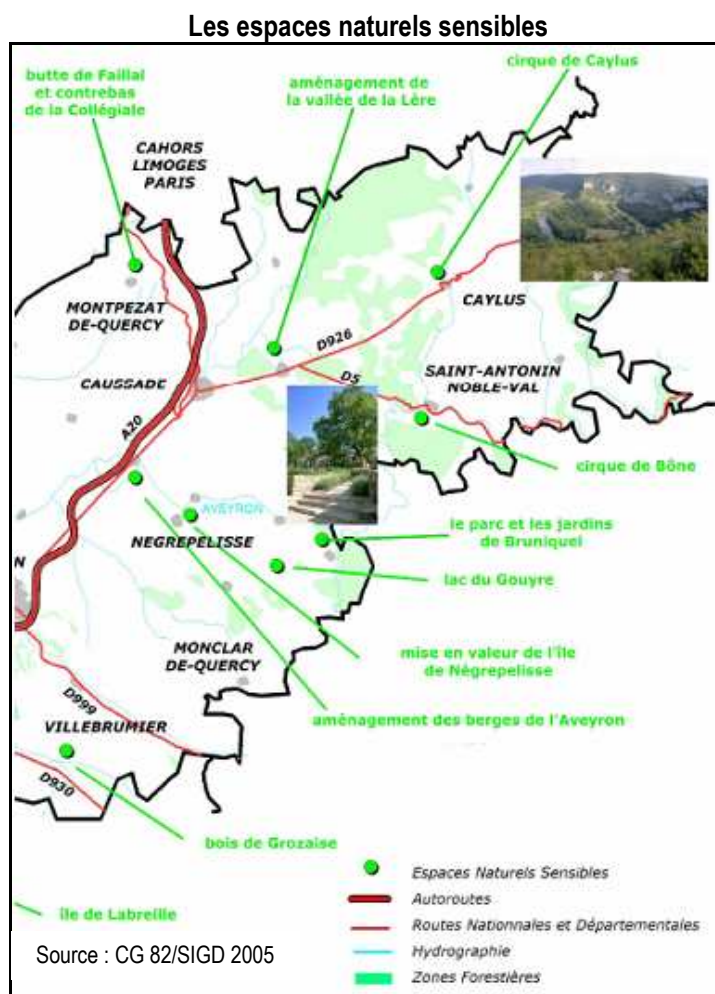 Les espaces naturels sensibles
butte de Faillal
et contrebas
de la Collégiale
aménagement de
la vallée de la Lère
cirque de Caylus
CAHORS
LIMOGES
PARIS
MONTPEZAT
DE-QUERCY
CAYLUS
D926
CAUSSADE
D5
SAINT-ANTONIN
NOBLE-VAL
A20
cirque de Bône
AVEYRON
le parc et les jardins
de Bruniquel
NEGREPELISSE
N
lac du Gouyre
MONCLAR
DE-QUERCY
mise en valeur de l'île
de Nègrepelisse
D999
VILLEBRUMIER
aménagement des berges de l'Aveyron
D930
bois de Grozaise
île de Labreille
Espaces Naturels Sensibles
Autoroutes
Routes Nationnales et Départementales
Hydrographie
Zones Forestières
Source : CG 82/SIGD 2005